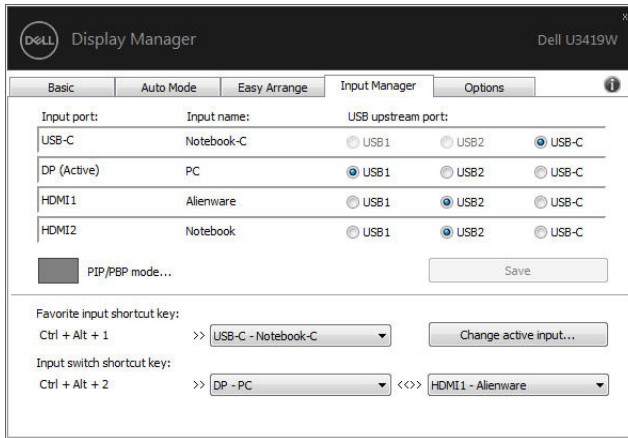 x
DELL Display Manager Dell U3419W
Basic Auto Mode Easy Arrange Input Manager Options i
Input port: Input name: USB upstream port:
USB-C Notebook-C USB1 USB2 USB-C
DP (Active) PC USB1 USB2 USB-C
HDMI1 Alienware USB1 USB2 USB-C
HDMI2 Notebook USB1 USB2 USB-C
PIP/PBP mode... Save
Favorite input shortcut key:
Ctrl + Alt + 1 >> USB-C - Notebook-C Change active input...
Input switch shortcut key:
Ctrl + Alt + 2 >> DP - PC <<>> HDMI1 - Alienware